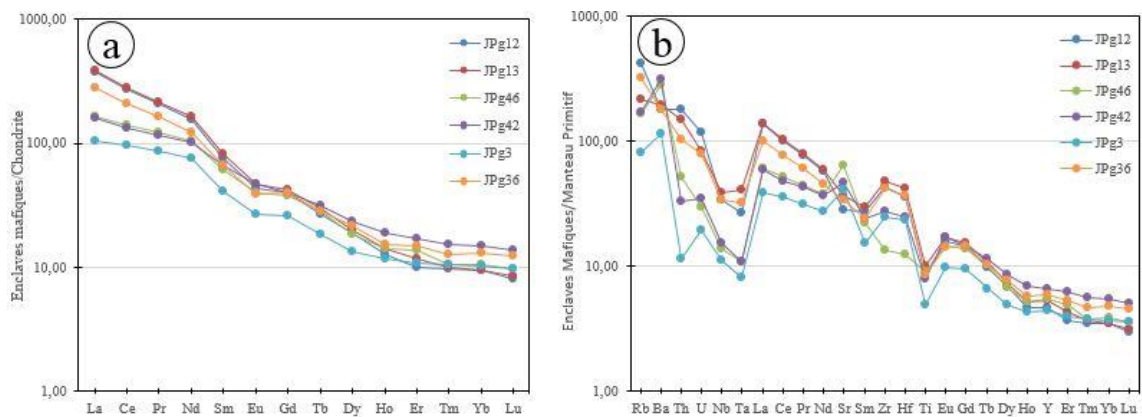 a
1000,00
100,00
10,00
1,00
Enclaves mafiques/Chondrite
JPg12
JPg13
JPg46
JPg42
JPg3
JPg36
La Ce Pr Nd Sm Eu Gd Tb Dy Ho Er Tm Yb Lu
b
1000,00
100,00
10,00
1,00
Enclaves Mafiques/Manteau Primitif
JPg12
JPg13
JPg46
JPg42
JPg3
JPg36
Rb Ba Th U Nb Ta La Ce Pr Nd Sr Sm Zr Hf Ti Eu Gd Tb Dy Ho Y Er Tm Yb Lu